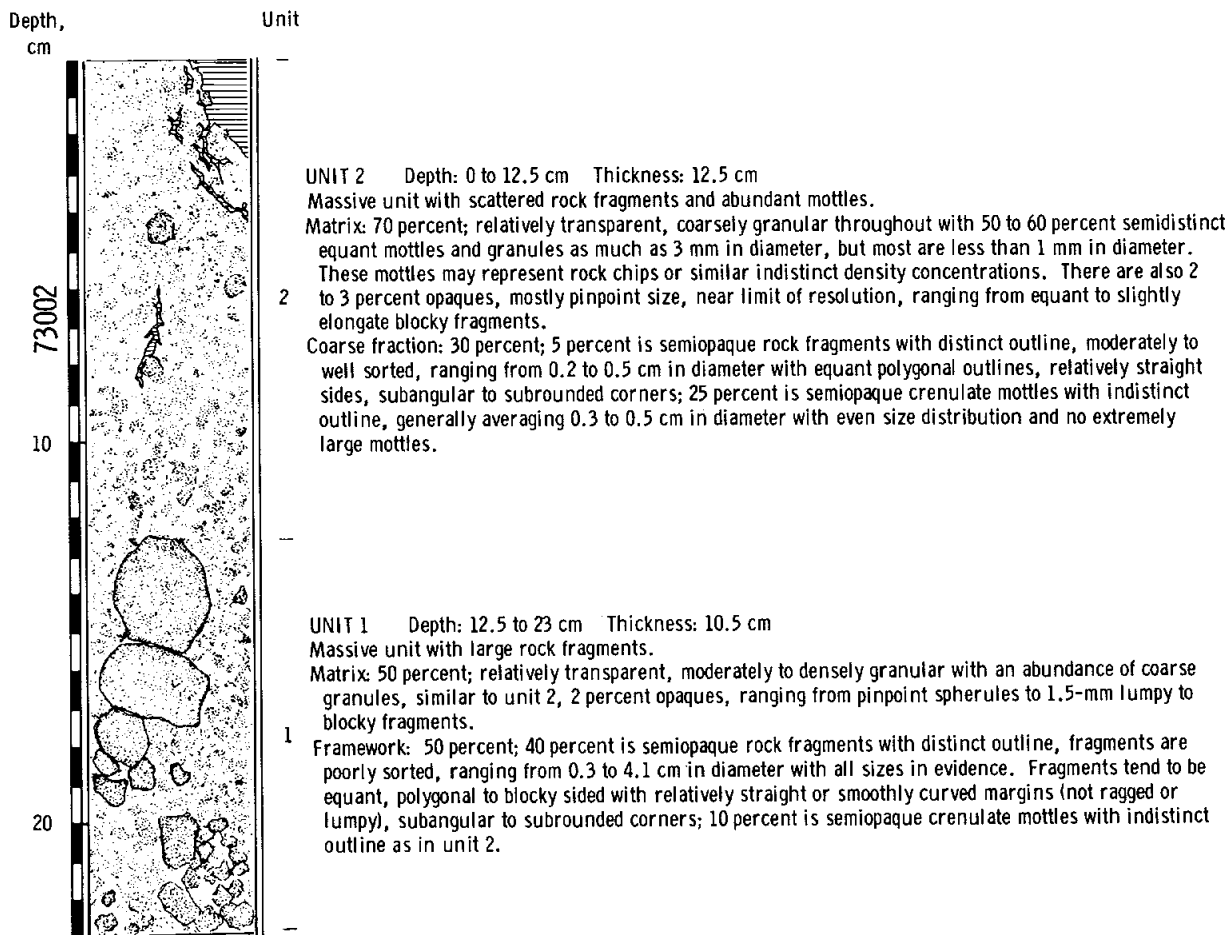 Depth,
cm
Unit
73002
10
20
2
1
UNIT 2 Depth: 0 to 12.5 cm Thickness: 12.5 cm
Massive unit with scattered rock fragments and abundant mottles.
Matrix: 70 percent; relatively transparent, coarsely granular throughout with 50 to 60 percent semidistinct
equant mottles and granules as much as 3 mm in diameter, but most are less than 1 mm in diameter.
These mottles may represent rock chips or similar indistinct density concentrations. There are also 2
to 3 percent opaques, mostly pinpoint size, near limit of resolution, ranging from equant to slightly
elongate blocky fragments.
Coarse fraction: 30 percent; 5 percent is semiopaque rock fragments with distinct outline, moderately to
well sorted, ranging from 0.2 to 0.5 cm in diameter with equant polygonal outlines, relatively straight
sides, subangular to subrounded corners; 25 percent is semiopaque crenulate mottles with indistinct
outline, generally averaging 0.3 to 0.5 cm in diameter with even size distribution and no extremely
large mottles.
UNIT 1 Depth: 12.5 to 23 cm Thickness: 10.5 cm
Massive unit with large rock fragments.
Matrix: 50 percent; relatively transparent, moderately to densely granular with an abundance of coarse
granules, similar to unit 2, 2 percent opaques, ranging from pinpoint spherules to 1.5-mm lumpy to
blocky fragments.
Framework: 50 percent; 40 percent is semiopaque rock fragments with distinct outline, fragments are
poorly sorted, ranging from 0.3 to 4.1 cm in diameter with all sizes in evidence. Fragments tend to be
equant, polygonal to blocky sided with relatively straight or smoothly curved margins (not ragged or
lumpy), subangular to subrounded corners; 10 percent is semiopaque crenulate mottles with indistinct
outline as in unit 2.